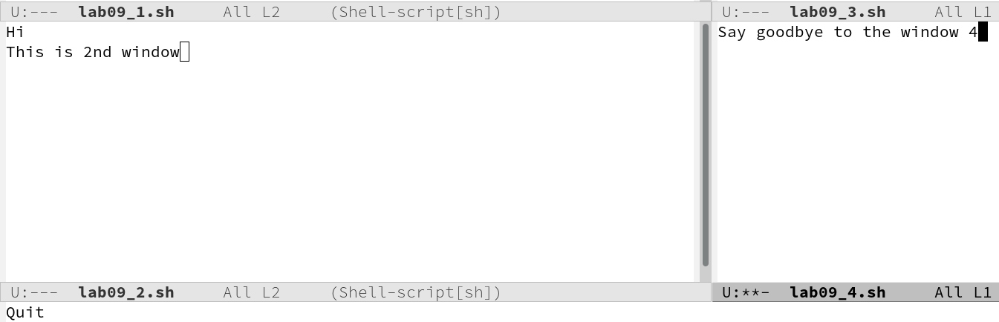 U:---  lab09_1.sh     All L2     (Shell-script[sh])
Hi
This is 2nd window
U:---  lab09_2.sh     All L2     (Shell-script[sh])
Quit
U:---  lab09_3.sh     All L1
Say goodbye to the window 4
U:**-  lab09_4.sh     All L1